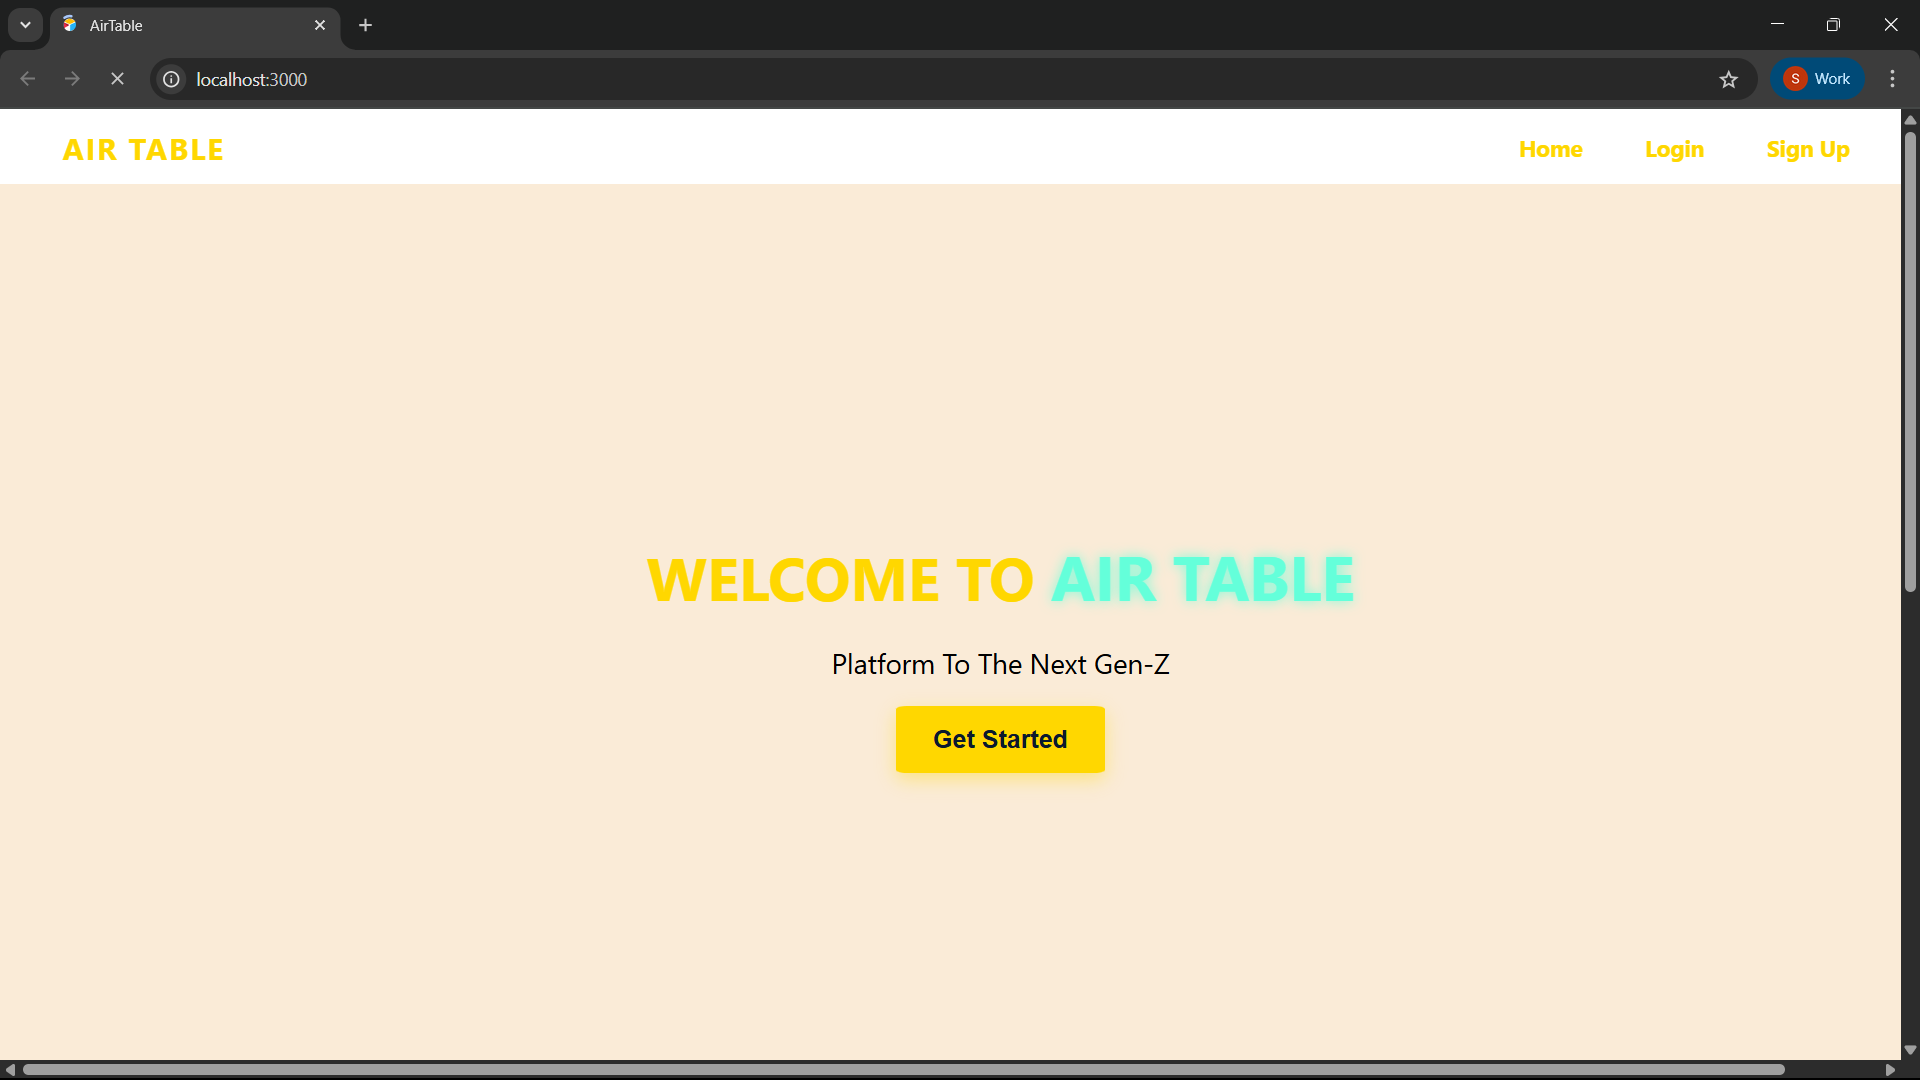 AirTable
localhost:3000
S Work
AIR TABLE
Home Login Sign Up
WELCOME TO AIR TABLE
Platform To The Next Gen-Z
Get Started